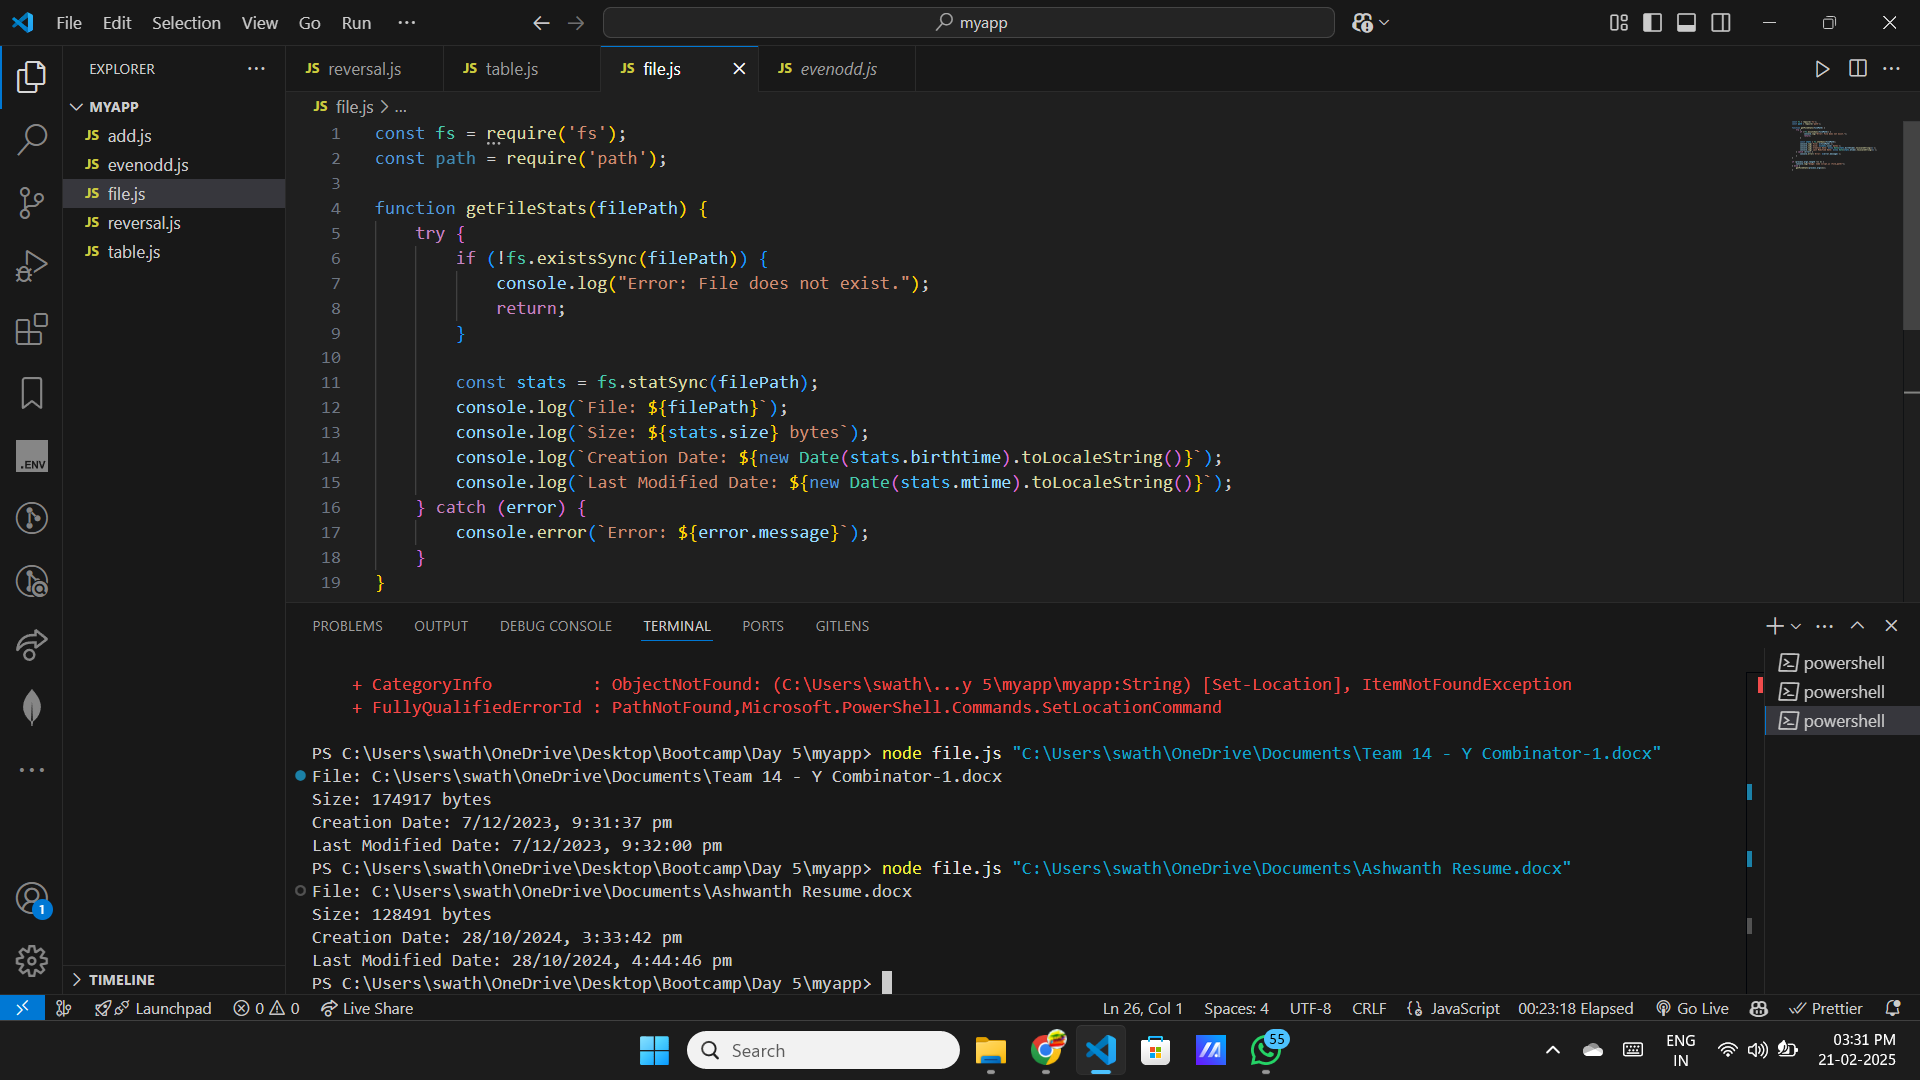 File Edit Selection View Go Run ···
myapp
EXPLORER
MYAPP
JS add.js
JS evenodd.js
JS file.js
JS reversal.js
JS table.js
TIMELINE
.ENV
1
JS reversal.js
JS table.js
JS file.js
JS evenodd.js
JS file.js > ...
1 const fs = require('fs');
2 const path = require('path');
3
4 function getFileStats(filePath) {
5 try {
6 if (!fs.existsSync(filePath)) {
7 console.log("Error: File does not exist.");
8 return;
9 }
10
11 const stats = fs.statSync(filePath);
12 console.log(`File: ${filePath}`);
13 console.log(`Size: ${stats.size} bytes`);
14 console.log(`Creation Date: ${new Date(stats.birthtime).toLocaleString()}`);
15 console.log(`Last Modified Date: ${new Date(stats.mtime).toLocaleString()}`);
16 } catch (error) {
17 console.error(`Error: ${error.message}`);
18 }
19 }
PROBLEMS OUTPUT DEBUG CONSOLE TERMINAL PORTS GITLENS
+ CategoryInfo : ObjectNotFound: (C:\Users\swath\...y 5\myapp\myapp:String) [Set-Location], ItemNotFoundException
+ FullyQualifiedErrorId : PathNotFound,Microsoft.PowerShell.Commands.SetLocationCommand
PS C:\Users\swath\OneDrive\Desktop\Bootcamp\Day 5\myapp> node file.js "C:\Users\swath\OneDrive\Documents\Team 14 - Y Combinator-1.docx"
File: C:\Users\swath\OneDrive\Documents\Team 14 - Y Combinator-1.docx
Size: 174917 bytes
Creation Date: 7/12/2023, 9:31:37 pm
Last Modified Date: 7/12/2023, 9:32:00 pm
PS C:\Users\swath\OneDrive\Desktop\Bootcamp\Day 5\myapp> node file.js "C:\Users\swath\OneDrive\Documents\Ashwanth Resume.docx"
File: C:\Users\swath\OneDrive\Documents\Ashwanth Resume.docx
Size: 128491 bytes
Creation Date: 28/10/2024, 3:33:42 pm
Last Modified Date: 28/10/2024, 4:44:46 pm
PS C:\Users\swath\OneDrive\Desktop\Bootcamp\Day 5\myapp>
powershell
powershell
powershell
Launchpad 0 0 Live Share
Ln 26, Col 1 Spaces: 4 UTF-8 CRLF {} JavaScript 00:23:18 Elapsed Go Live Prettier
Search
55
ENG
IN
03:31 PM
21-02-2025